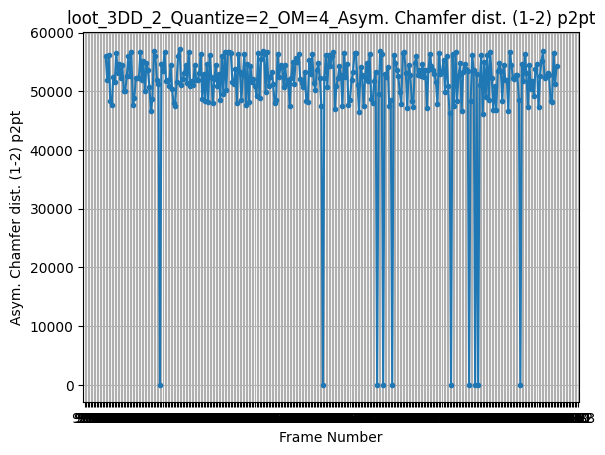 loot_3DD_2_Quantize=2_OM=4_Asym. Chamfer dist. (1-2) p2pt
60000
50000
40000
30000
20000
10000
0
Asym. Chamfer dist. (1-2) p2pt
Frame Number